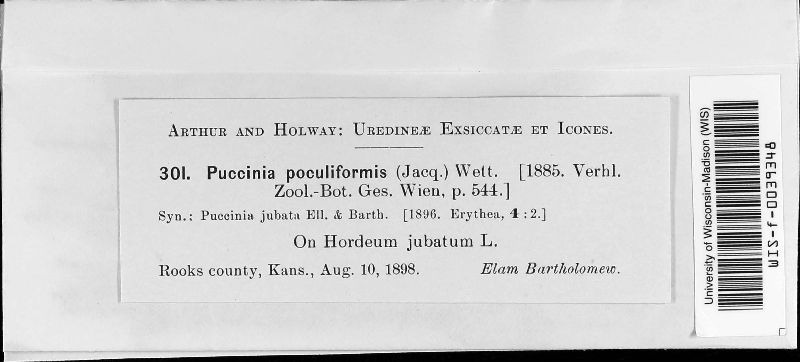 Arthur and Holway: Uredineæ Exsiccatæ et Icones.
301. Puccinia poculiformis (Jacq.) Wett. [1885. Verhl.
Zool.-Bot. Ges. Wien, p. 544.]
Syn.: Puccinia jubata Ell. & Barth. [1896. Erythea, 4 : 2.]
On Hordeum jubatum L.
Rooks county, Kans., Aug. 10, 1898. Elam Bartholomew.
University of Wisconsin-Madison (WIS)
WIS-f-0039348